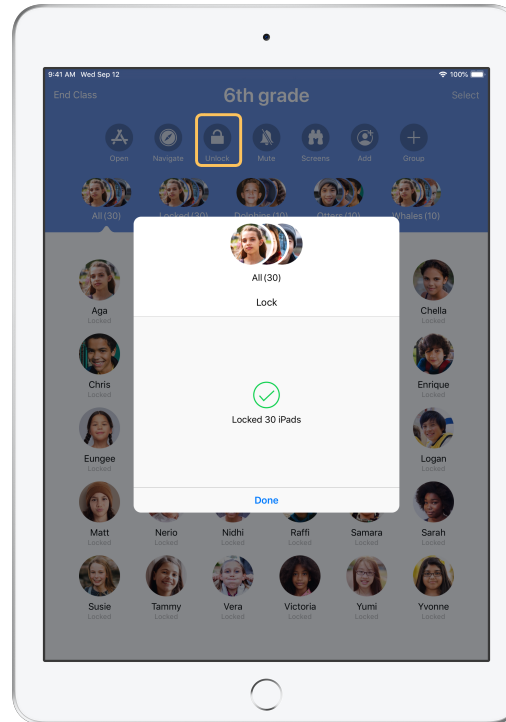 9:41 AM Wed Sep 12
100%
End Class
6th grade
Select
Open
Navigate
Unlock
Mute
Screens
Add
Group
All (30)
Locked (30)
Dolphins (10)
Otters (10)
Whales (10)
All (30)
Lock
Locked 30 iPads
Done
Aga
Locked
Chella
Locked
Chris
Locked
Enrique
Locked
Eungee
Locked
Logan
Locked
Matt
Locked
Nerio
Locked
Nidhi
Locked
Raffi
Locked
Samara
Locked
Sarah
Locked
Susie
Locked
Tammy
Locked
Vera
Locked
Victoria
Locked
Yumi
Locked
Yvonne
Locked